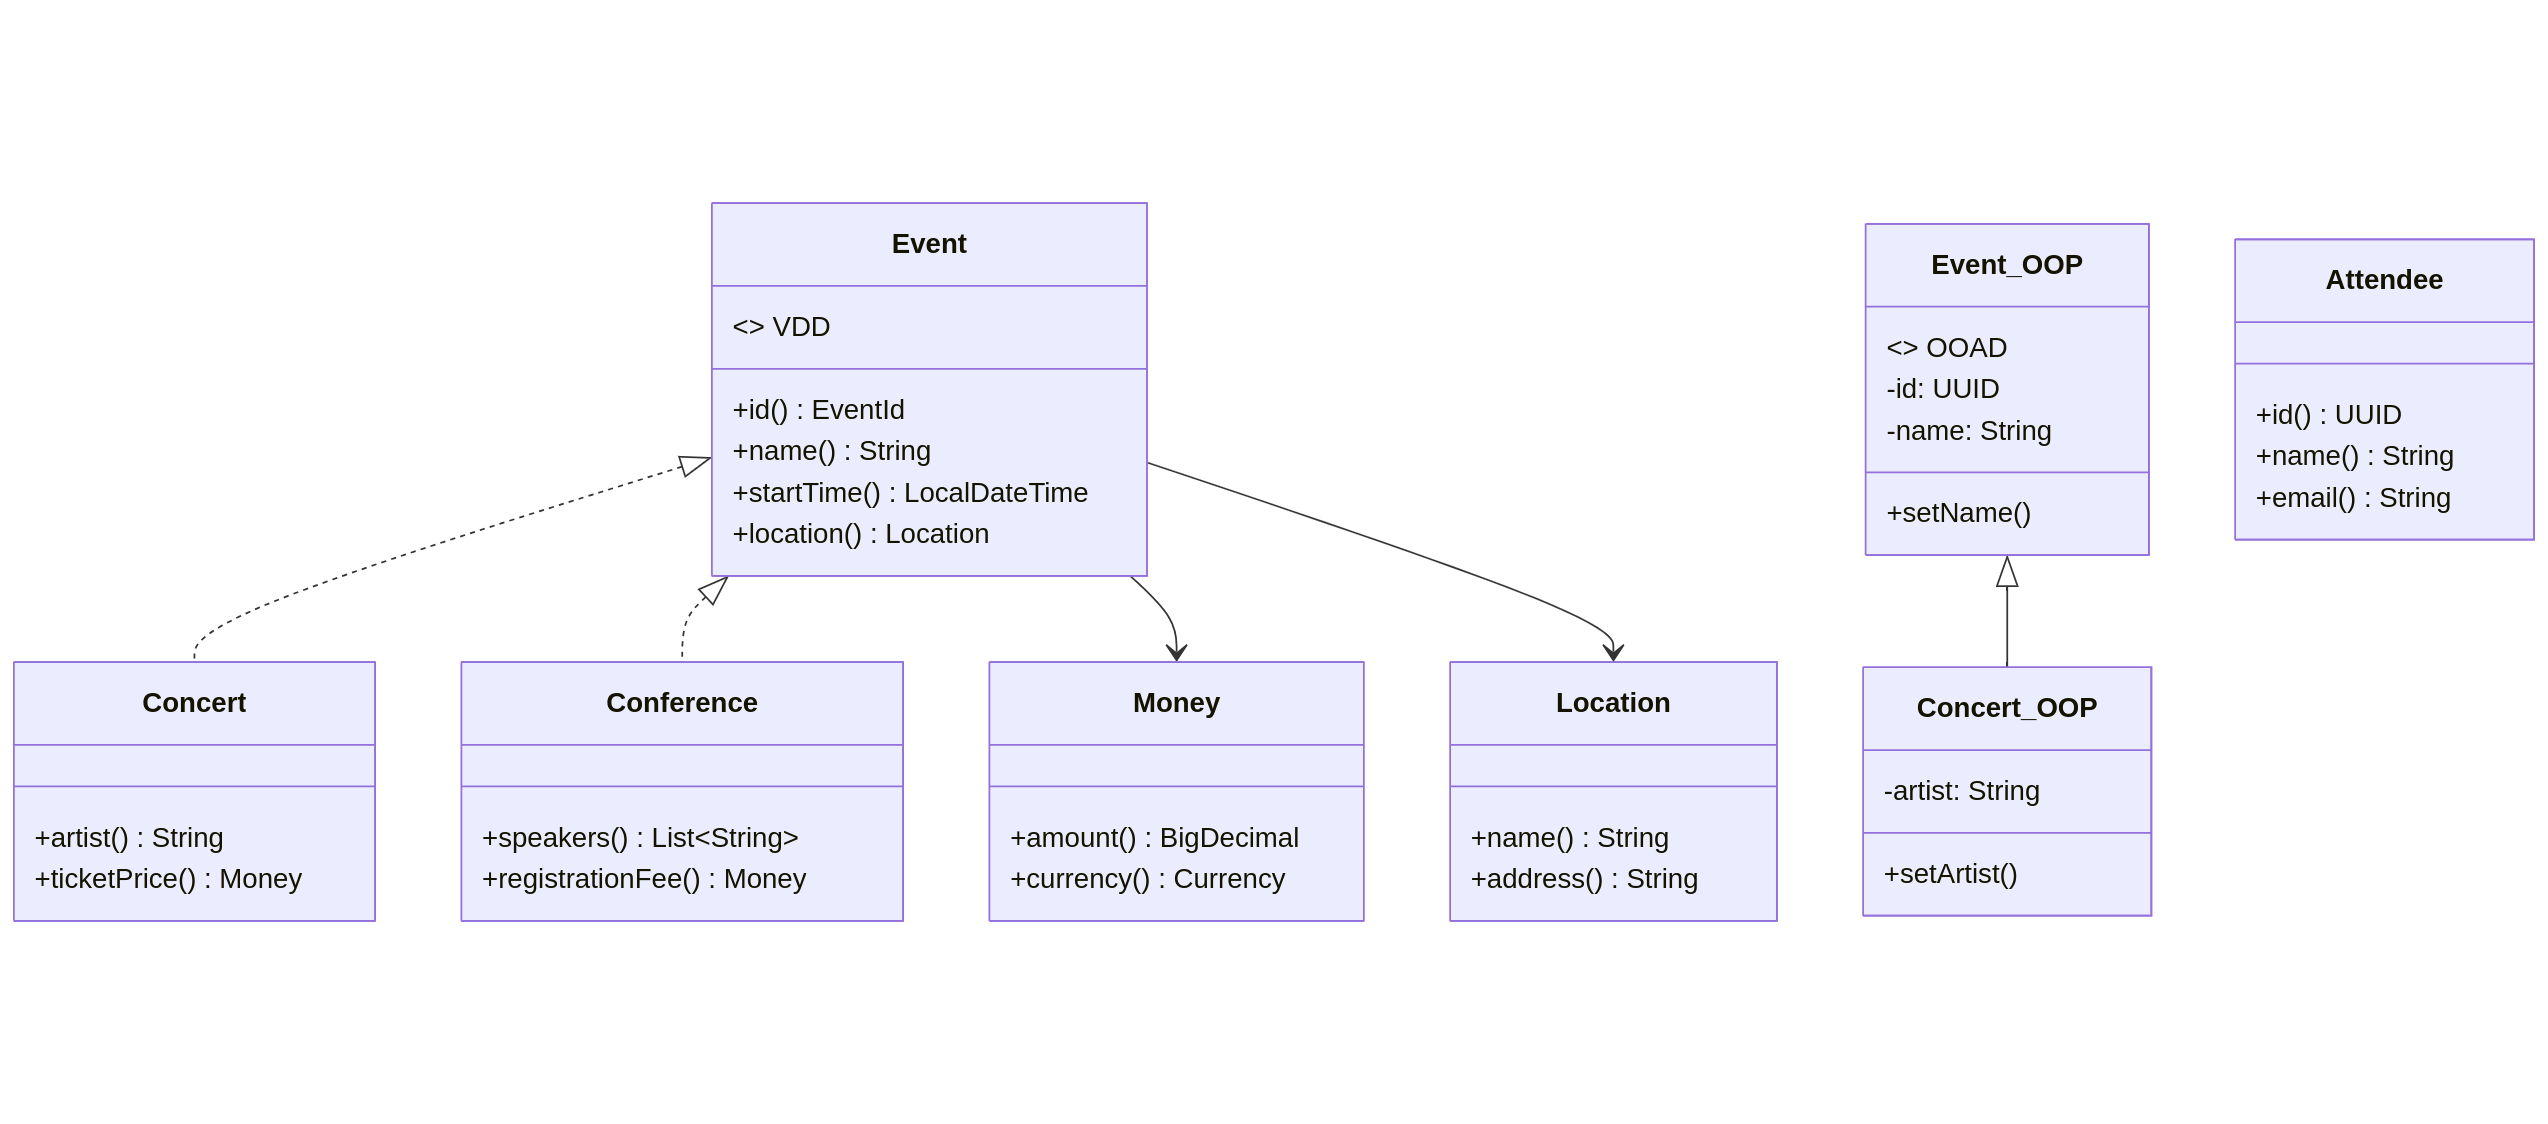 Event
<> VDD
+id() : EventId
+name() : String
+startTime() : LocalDateTime
+location() : Location
Event_OOP
<> OOAD
-id: UUID
-name: String
+setName()
Attendee
+id() : UUID
+name() : String
+email() : String
Concert
+artist() : String
+ticketPrice() : Money
Conference
+speakers() : List<String>
+registrationFee() : Money
Money
+amount() : BigDecimal
+currency() : Currency
Location
+name() : String
+address() : String
Concert_OOP
-artist: String
+setArtist()